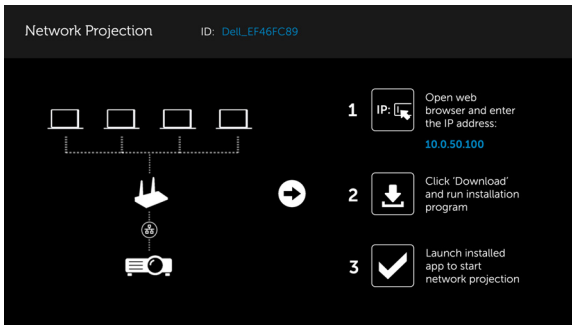 Network Projection ID: Dell_EF46FC89
1 IP: Open web
browser and enter
the IP address:
10.0.50.100
2 Click 'Download'
and run installation
program
3 Launch installed
app to start
network projection